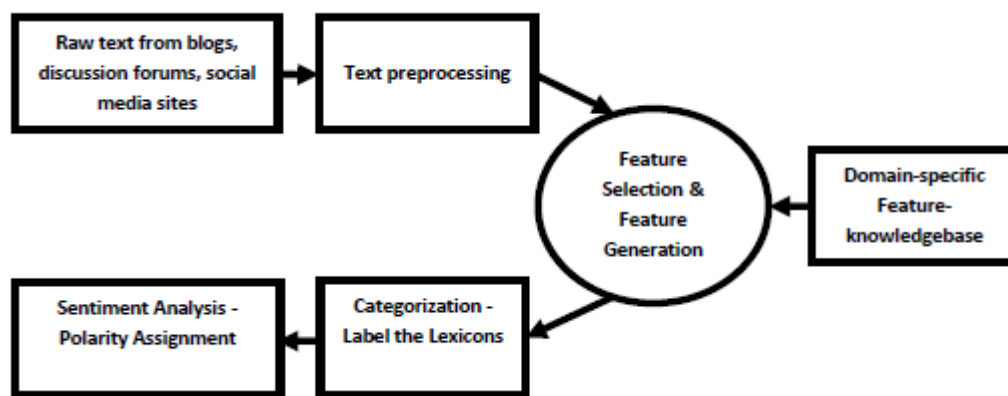 Raw text from blogs,
discussion forums, social
media sites
Text preprocessing
Feature
Selection &
Feature
Generation
Domain-specific
Feature-
knowledgebase
Categorization -
Label the Lexicons
Sentiment Analysis -
Polarity Assignment